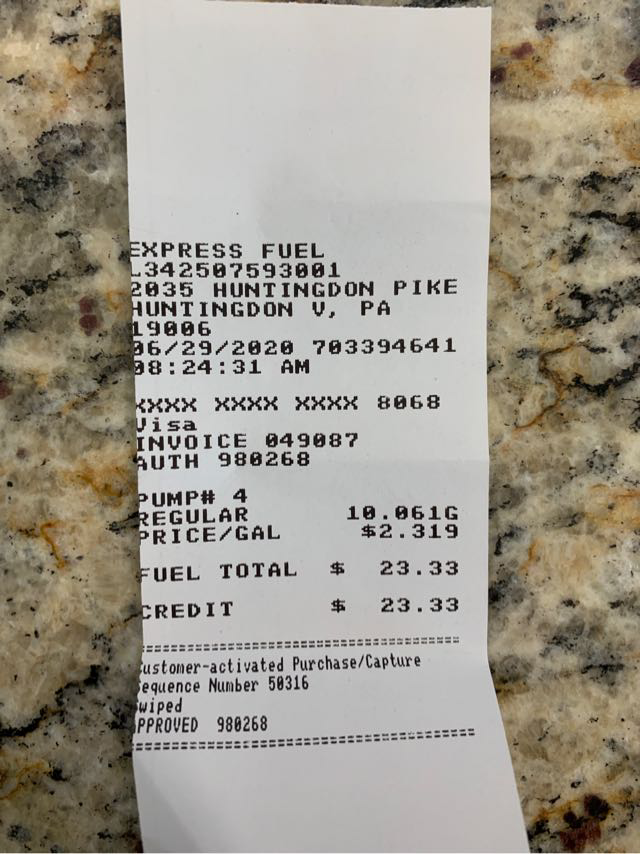 EXPRESS FUEL
L342507593001
2035 HUNTINGDON PIKE
HUNTINGDON V, PA
19006
06/29/2020 703394641
08:24:31 AM
XXXX XXXX XXXX 8068
Visa
INVOICE 049087
AUTH 980268
PUMP# 4
REGULAR 10.061G
PRICE/GAL $2.319
FUEL TOTAL $ 23.33
CREDIT $ 23.33
Customer-activated Purchase/Capture
Sequence Number 50316
Swiped
APPROVED 980268